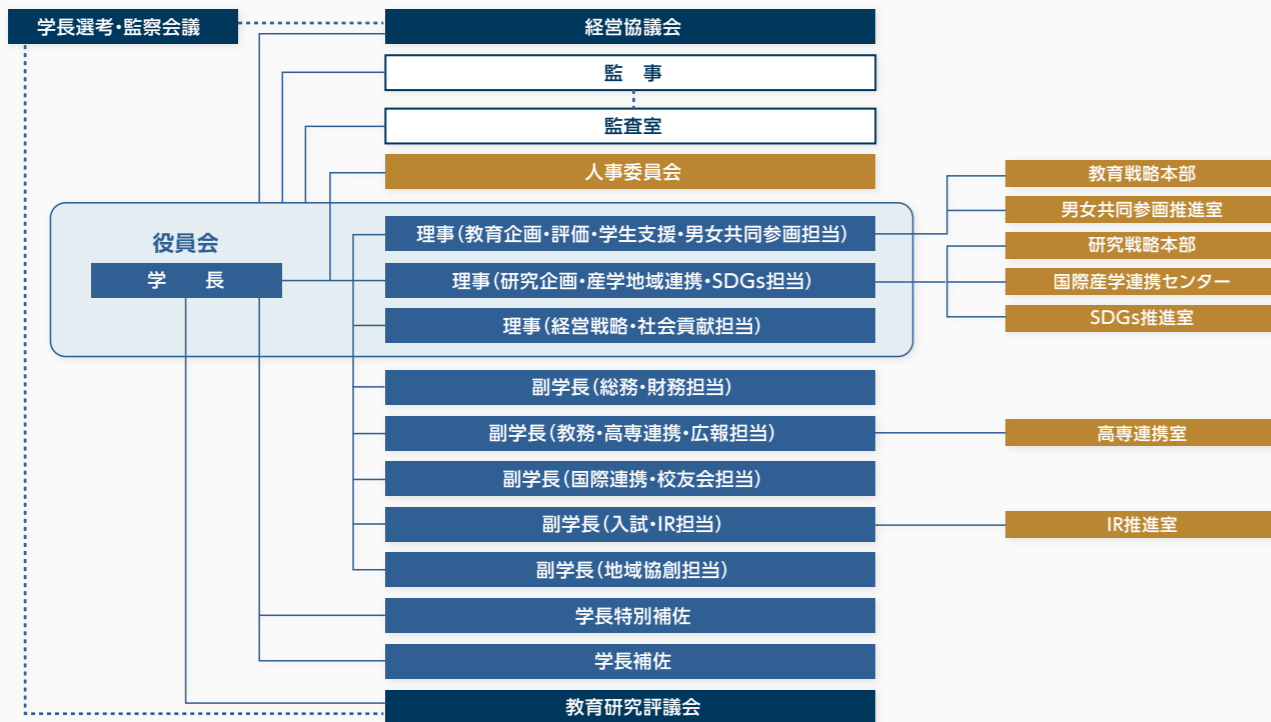 学長選考・監察会議
経営協議会
監　事
監査室
人事委員会
教育戦略本部
男女共同参画推進室
役員会
理事(教育企画・評価・学生支援・男女共同参画担当)
研究戦略本部
学　長
理事(研究企画・産学地域連携・SDGs担当)
国際産学連携センター
理事(経営戦略・社会貢献担当)
SDGs推進室
副学長(総務・財務担当)
副学長(教務・高専連携・広報担当)
高専連携室
副学長(国際連携・校友会担当)
副学長(入試・IR担当)
IR推進室
副学長(地域協創担当)
学長特別補佐
学長補佐
教育研究評議会